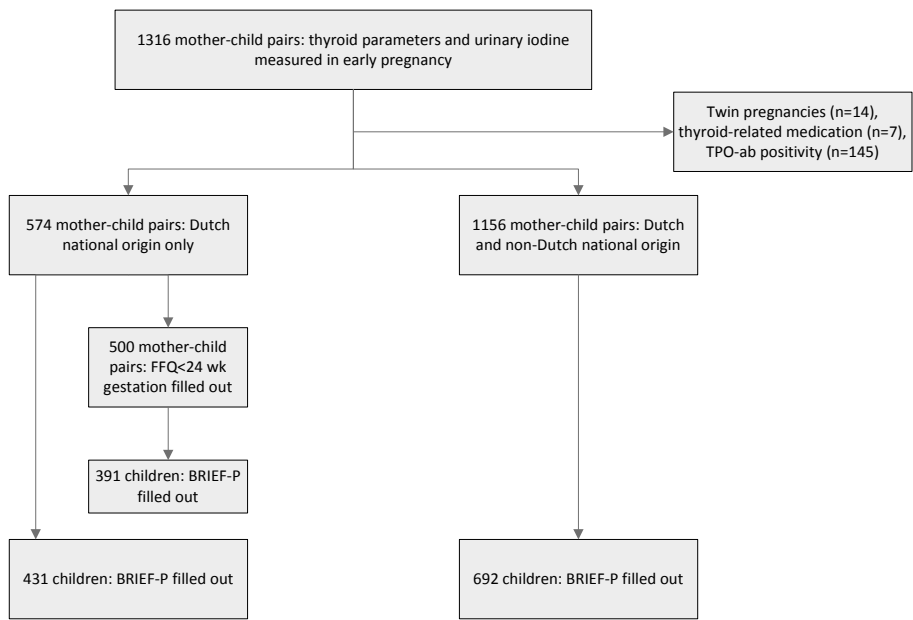 1316 mother-child pairs: thyroid parameters and urinary iodine
measured in early pregnancy
Twin pregnancies (n=14),
thyroid-related medication (n=7),
TPO-ab positivity (n=145)
574 mother-child pairs: Dutch
national origin only
1156 mother-child pairs: Dutch
and non-Dutch national origin
500 mother-child
pairs: FFQ<24 wk
gestation filled out
391 children: BRIEF-P
filled out
431 children: BRIEF-P filled out
692 children: BRIEF-P filled out